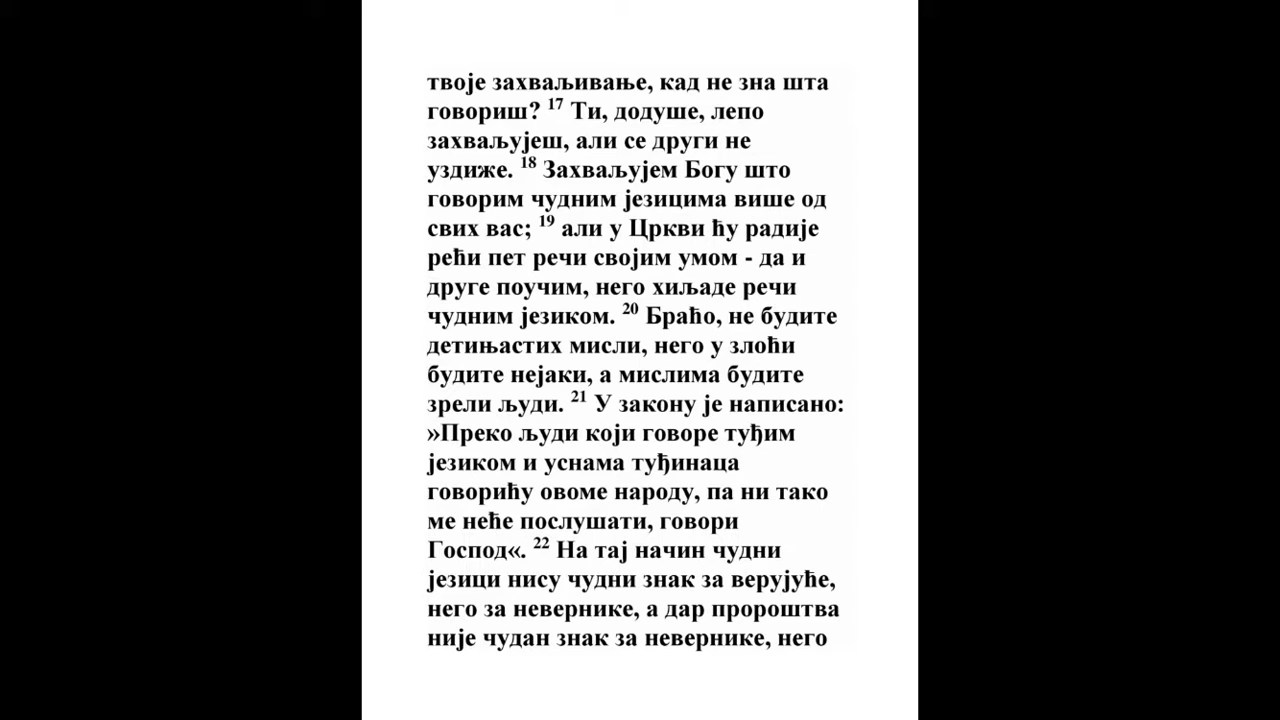 твоје захваљивање, кад не зна шта
говориш? 17 Ти, додуше, лепо
захваљујеш, али се други не
уздиже. 18 Захваљујем Богу што
говорим чудним језицима више од
свих вас; 19 али у Цркви ћу радије
рећи пет речи својим умом - да и
друге поучим, него хиљаде речи
чудним језиком. 20 Браћо, не будите
детињастих мисли, него у злоћи
будите нејаки, а мислима будите
зрели људи. 21 У закону је написано:
»Преко људи који говоре туђим
језиком и уснама туђинаца
говорићу овоме народу, па ни тако
ме неће послушати, говори
Господ«. 22 На тај начин чудни
језици нису чудни знак за верујуће,
него за невернике, а дар пророштва
није чудан знак за невернике, него